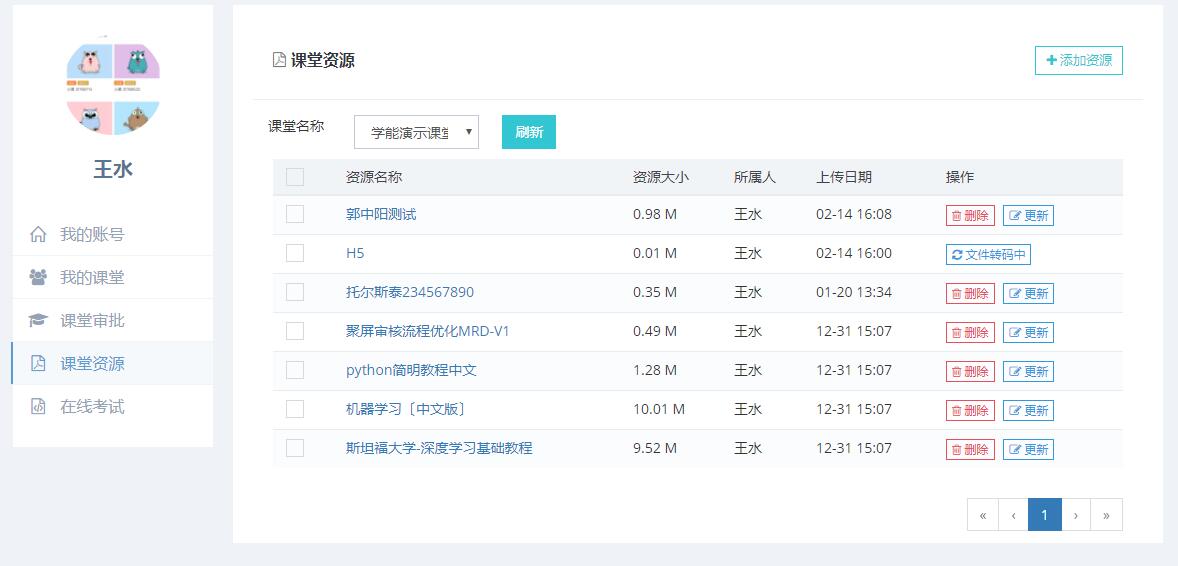 王水
我的账号
我的课堂
课堂审批
课堂资源
在线考试
课堂资源
添加资源
课堂名称 学能演示课堂 刷新
资源名称 资源大小 所属人 上传日期 操作
郭中阳测试 0.98 M 王水 02-14 16:08 删除 更新
H5 0.01 M 王水 02-14 16:00 文件转码中
托尔斯泰234567890 0.35 M 王水 01-20 13:34 删除 更新
聚屏审核流程优化MRD-V1 0.49 M 王水 12-31 15:07 删除 更新
python简明教程中文 1.28 M 王水 12-31 15:07 删除 更新
机器学习〔中文版〕 10.01 M 王水 12-31 15:07 删除 更新
斯坦福大学-深度学习基础教程 9.52 M 王水 12-31 15:07 删除 更新
« ‹ 1 › »